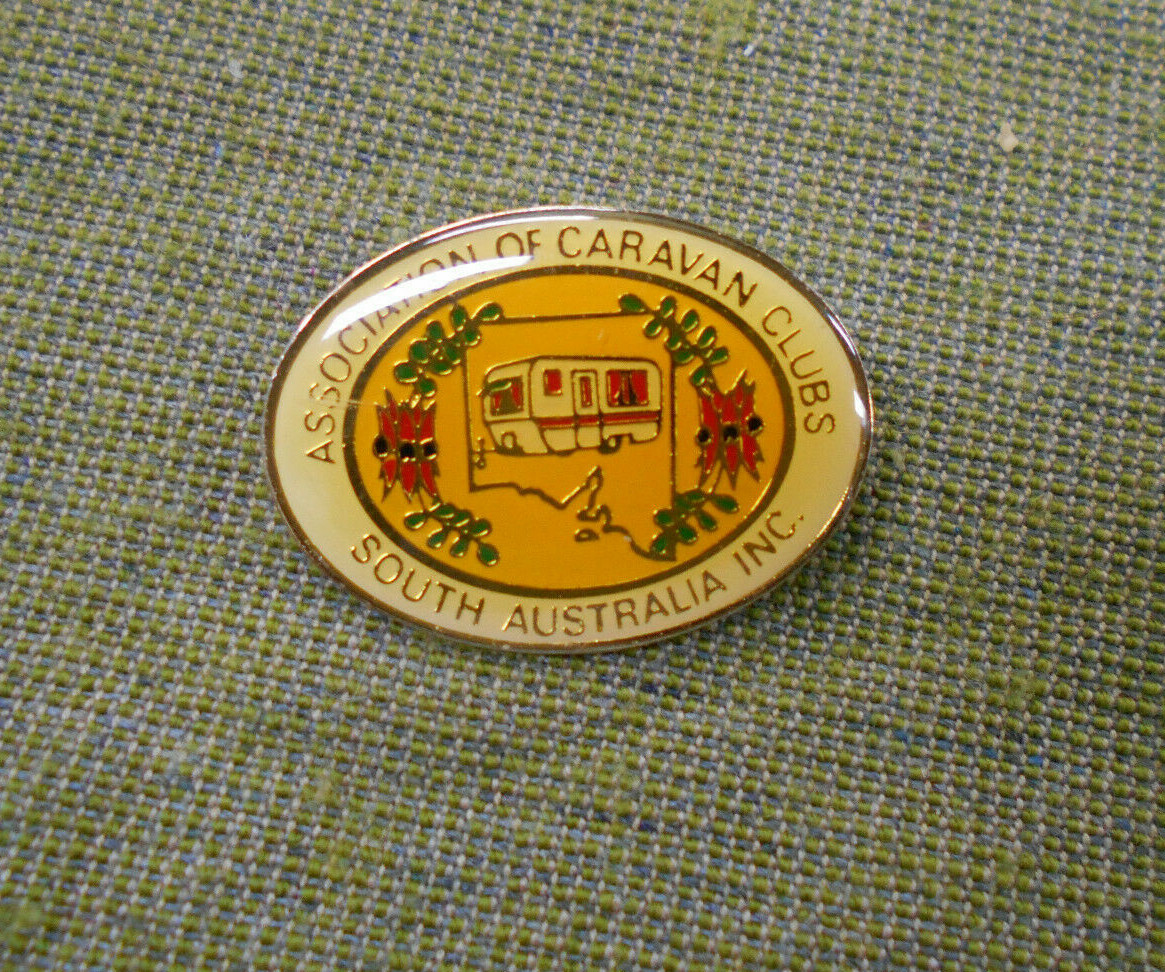 ASSOCIATION OF CARAVAN CLUBS
SOUTH AUSTRALIA INC.